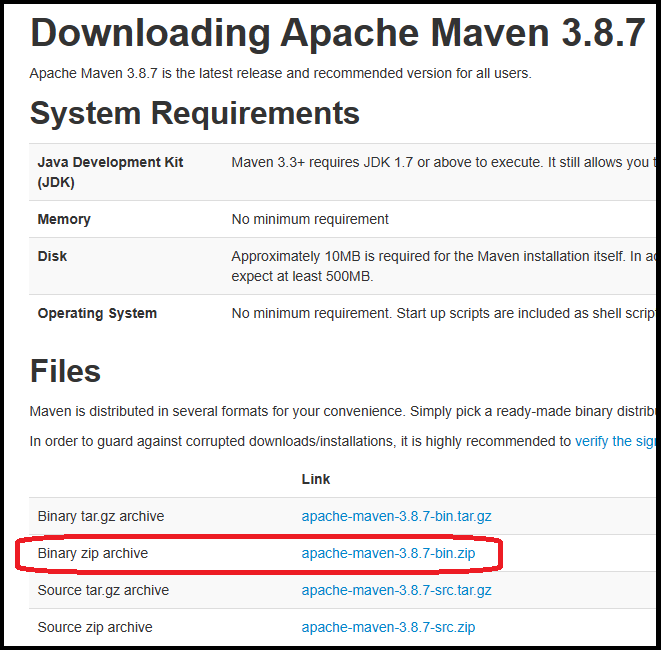 Downloading Apache Maven 3.8.7
Apache Maven 3.8.7 is the latest release and recommended version for all users.
System Requirements
Java Development Kit (JDK) Maven 3.3+ requires JDK 1.7 or above to execute. It still allows you
Memory No minimum requirement
Disk Approximately 10MB is required for the Maven installation itself. In
expect at least 500MB.
Operating System No minimum requirement. Start up scripts are included as shell
Files
Maven is distributed in several formats for your convenience. Simply pick a ready-made binary
In order to guard against corrupted downloads/installations, it is highly recommended to verify the
Link
Binary tar.gz archive apache-maven-3.8.7-bin.tar.gz
Binary zip archive apache-maven-3.8.7-bin.zip
Source tar.gz archive apache-maven-3.8.7-src.tar.gz
Source zip archive apache-maven-3.8.7-src.zip